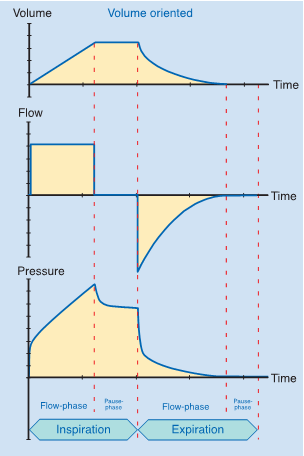 Volume
Volume oriented
Time
Flow
Time
Pressure
Time
Flow-phase
Pause-
phase
Flow-phase
Pause-
phase
Inspiration
Expiration